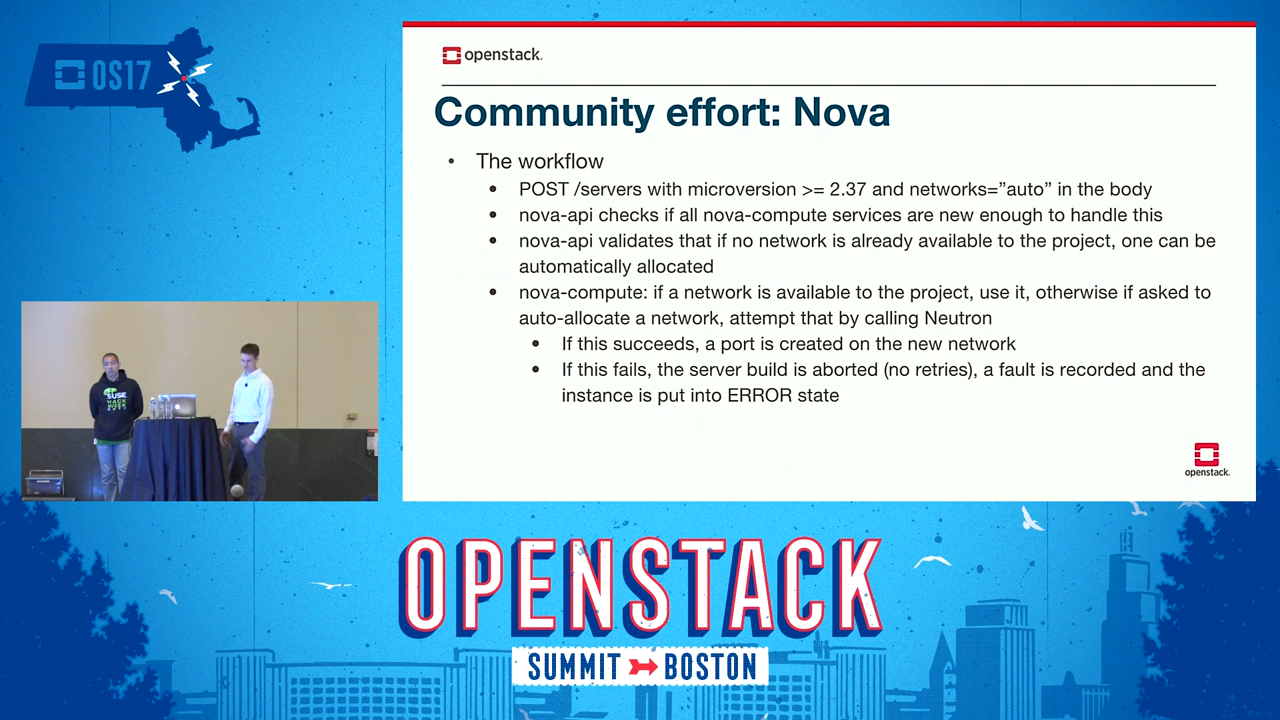 OS17
openstack.
Community effort: Nova
• The workflow
• POST /servers with microversion >= 2.37 and networks=”auto” in the body
• nova-api checks if all nova-compute services are new enough to handle this
• nova-api validates that if no network is already available to the project, one can be
automatically allocated
• nova-compute: if a network is available to the project, use it, otherwise if asked to
auto-allocate a network, attempt that by calling Neutron
• If this succeeds, a port is created on the new network
• If this fails, the server build is aborted (no retries), a fault is recorded and the
instance is put into ERROR state
openstack.
SUSE
HACK
WEEK
OPENSTACK
SUMMIT BOSTON